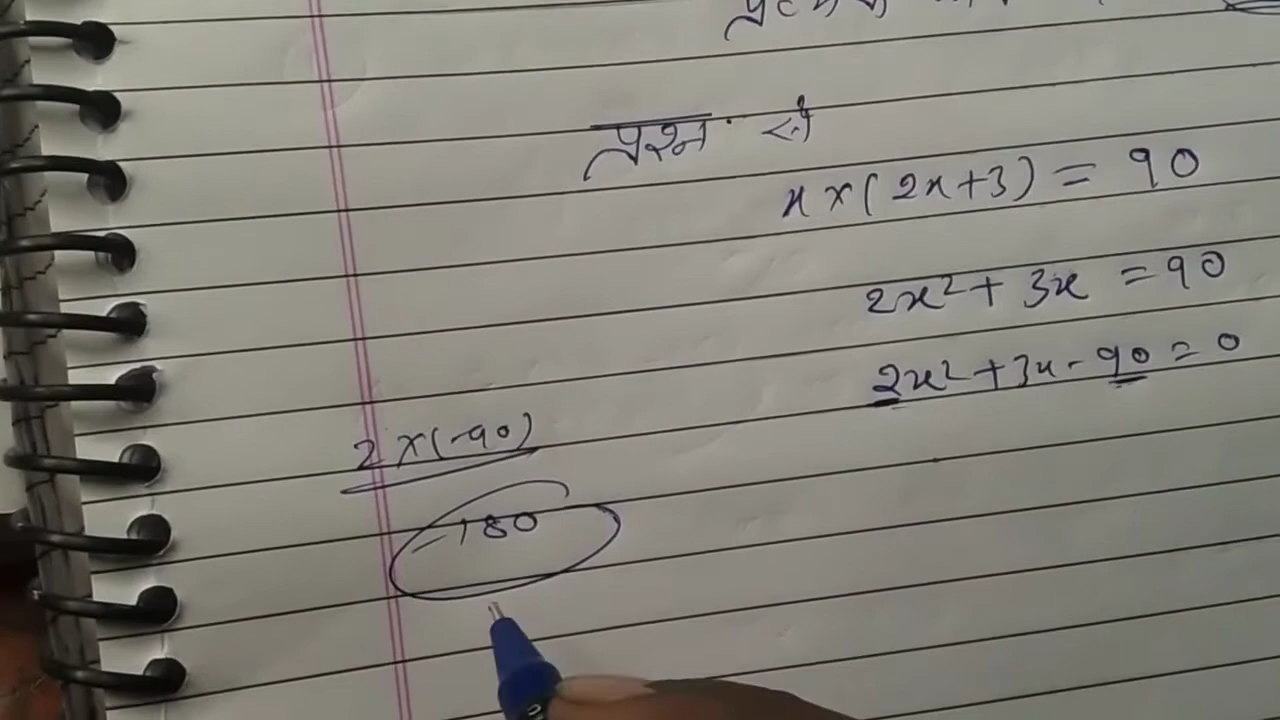 प्रश्न से
x × (2x+3) = 90
2x² + 3x = 90
2x² + 3x - 90 = 0
2 × (-90)
-180